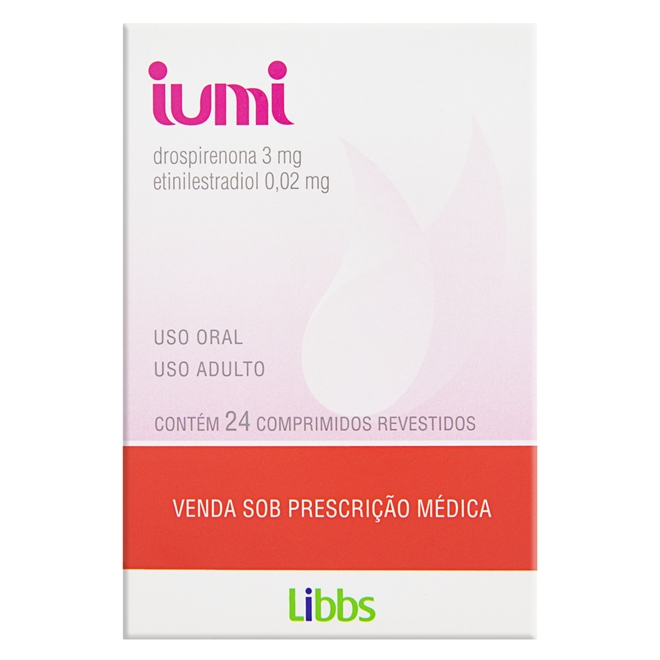 iumi
drospirenona 3 mg
etinilestradiol 0,02 mg
USO ORAL
USO ADULTO
CONTÉM 24 COMPRIMIDOS REVESTIDOS
VENDA SOB PRESCRIÇÃO MÉDICA
Libbs